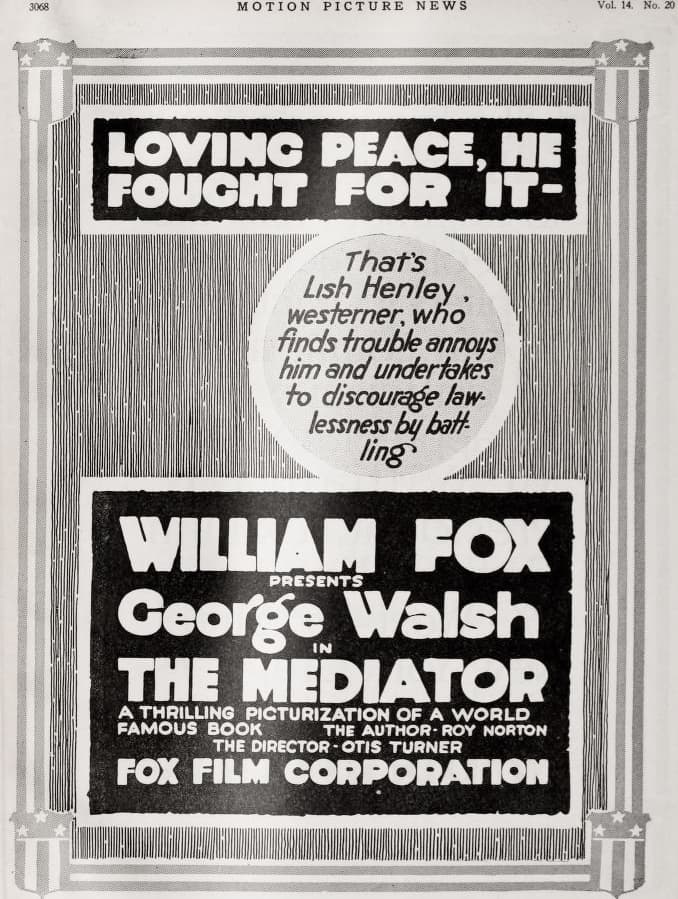 3068
MOTION PICTURE NEWS
Vol. 14. No. 20
LOVING PEACE, HE
FOUGHT FOR IT-
That's
Lish Henley,
westerner, who
finds trouble annoys
him and undertakes
to discourage law-
lessness by batt-
ling
WILLIAM FOX
PRESENTS
George Walsh
IN
THE MEDIATOR
A THRILLING PICTURIZATION OF A WORLD
FAMOUS BOOK THE AUTHOR-ROY NORTON
THE DIRECTOR-OTIS TURNER
FOX FILM CORPORATION